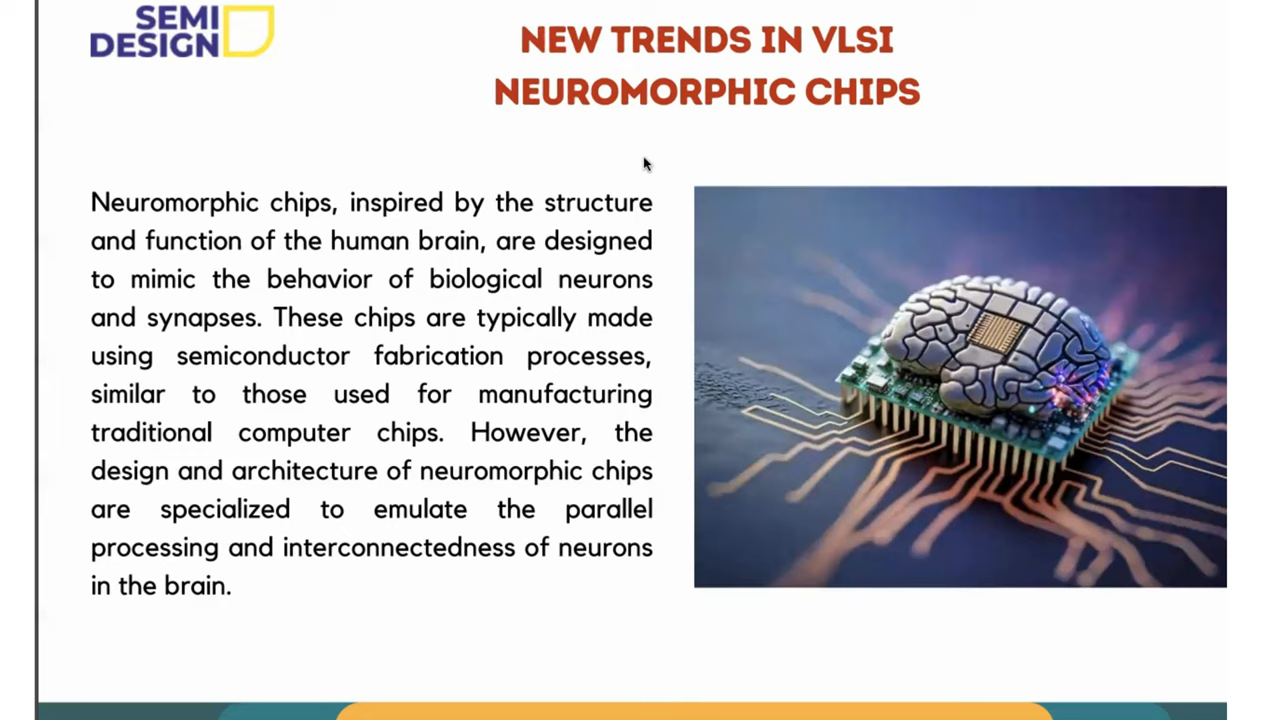 SEMI
DESIGN
NEW TRENDS IN VLSI
NEUROMORPHIC CHIPS
Neuromorphic chips, inspired by the structure
and function of the human brain, are designed
to mimic the behavior of biological neurons
and synapses. These chips are typically made
using semiconductor fabrication processes,
similar to those used for manufacturing
traditional computer chips. However, the
design and architecture of neuromorphic chips
are specialized to emulate the parallel
processing and interconnectedness of neurons
in the brain.